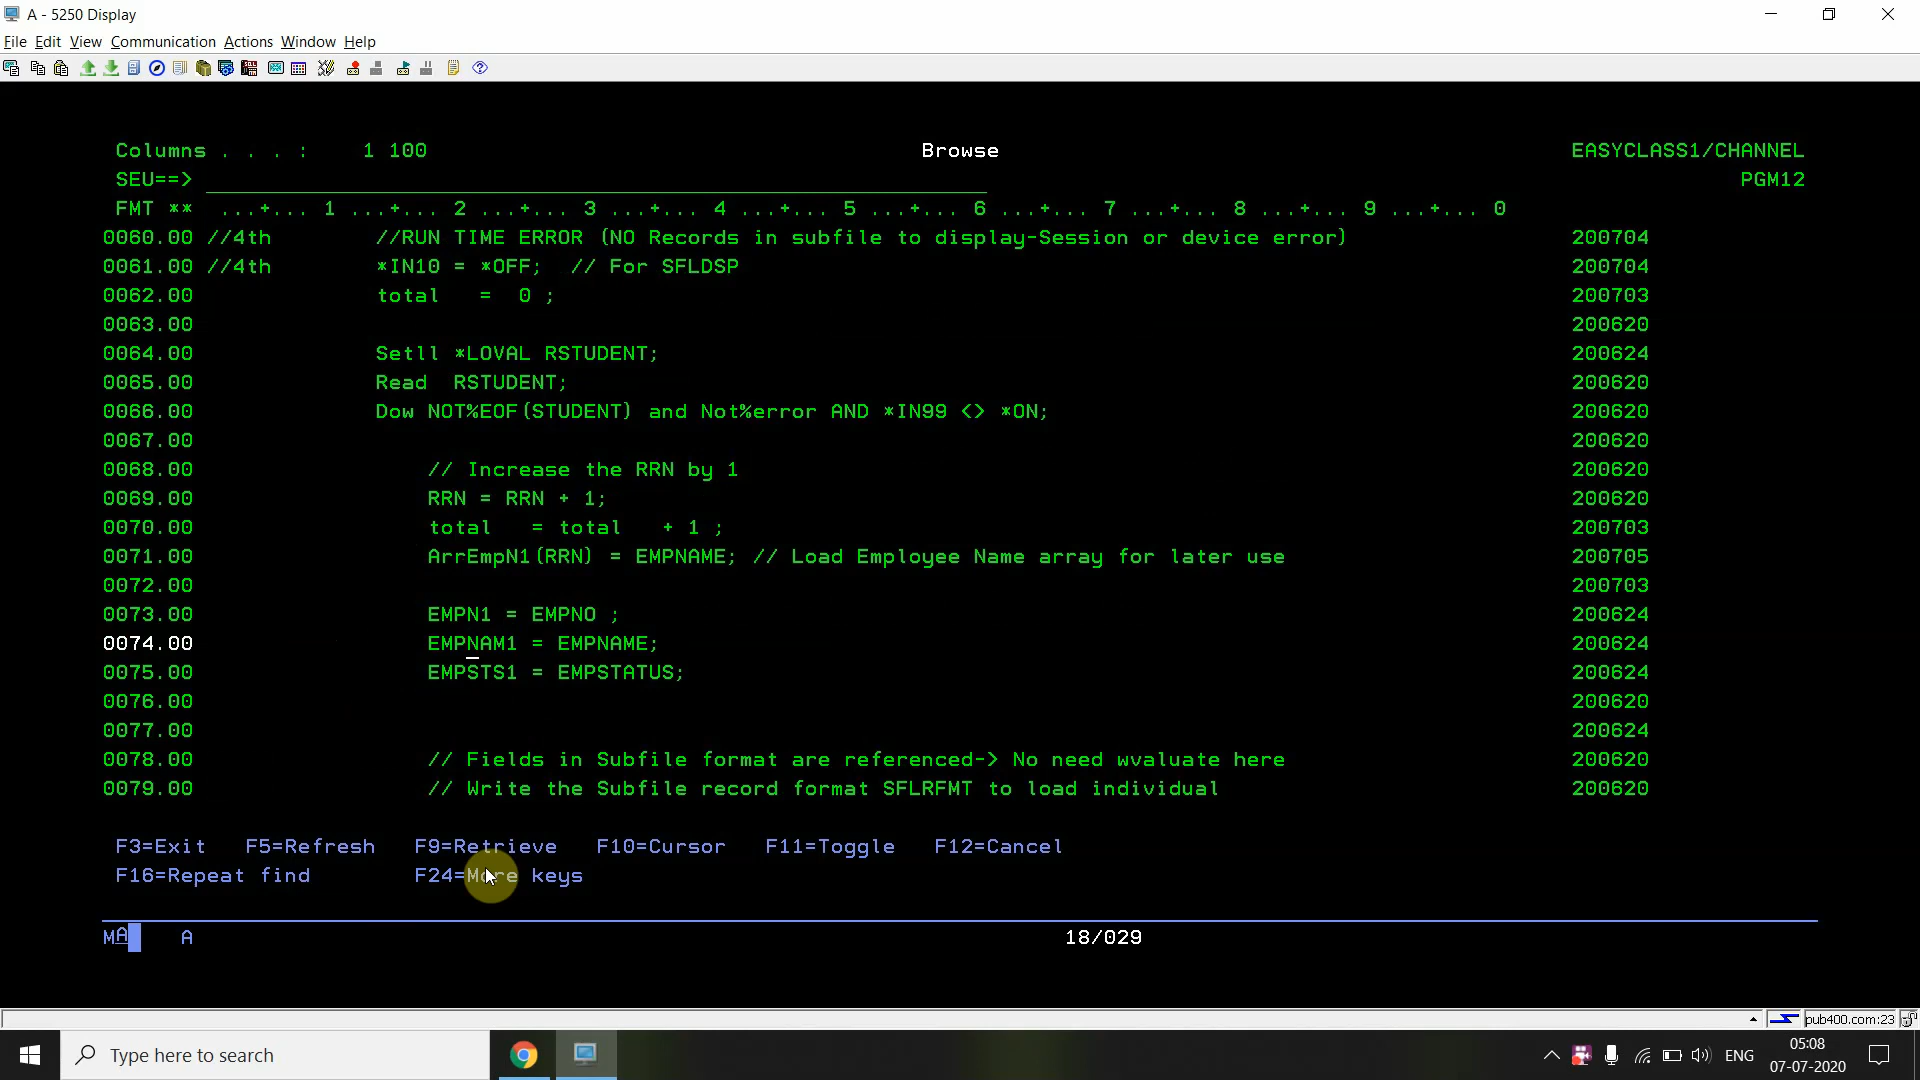 A - 5250 Display
File Edit View Communication Actions Window Help
Columns . . . :    1 100    Browse    EASYCLASS1/CHANNEL
SEU==>    PGM12
FMT **  ...+... 1 ...+... 2 ...+... 3 ...+... 4 ...+... 5 ...+... 6 ...+... 7 ...+... 8 ...+... 9 ...+... 0
0060.00 //4th        //RUN TIME ERROR (NO Records in subfile to display-Session or device error)    200704
0061.00 //4th        *IN10 = *OFF;  // For SFLDSP    200704
0062.00              total   =  0 ;    200703
0063.00    200620
0064.00              Setll *LOVAL RSTUDENT;    200624
0065.00              Read  RSTUDENT;    200620
0066.00              Dow NOT%EOF(STUDENT) and Not%error AND *IN99 <> *ON;    200620
0067.00    200620
0068.00                  // Increase the RRN by 1    200620
0069.00                  RRN = RRN + 1;    200620
0070.00                  total   = total   + 1 ;    200703
0071.00                  ArrEmpN1(RRN) = EMPNAME; // Load Employee Name array for later use    200705
0072.00    200703
0073.00                  EMPN1 = EMPNO ;    200624
0074.00                  EMPNAM1 = EMPNAME;    200624
0075.00                  EMPSTS1 = EMPSTATUS;    200624
0076.00    200620
0077.00    200624
0078.00                  // Fields in Subfile format are referenced-> No need wvaluate here    200620
0079.00                  // Write the Subfile record format SFLRFMT to load individual    200620
F3=Exit   F5=Refresh   F9=Retrieve   F10=Cursor   F11=Toggle   F12=Cancel
F16=Repeat find        F24=More keys
MA    A    18/029
pub400.com:23
Type here to search    ENG    05:08
07-07-2020